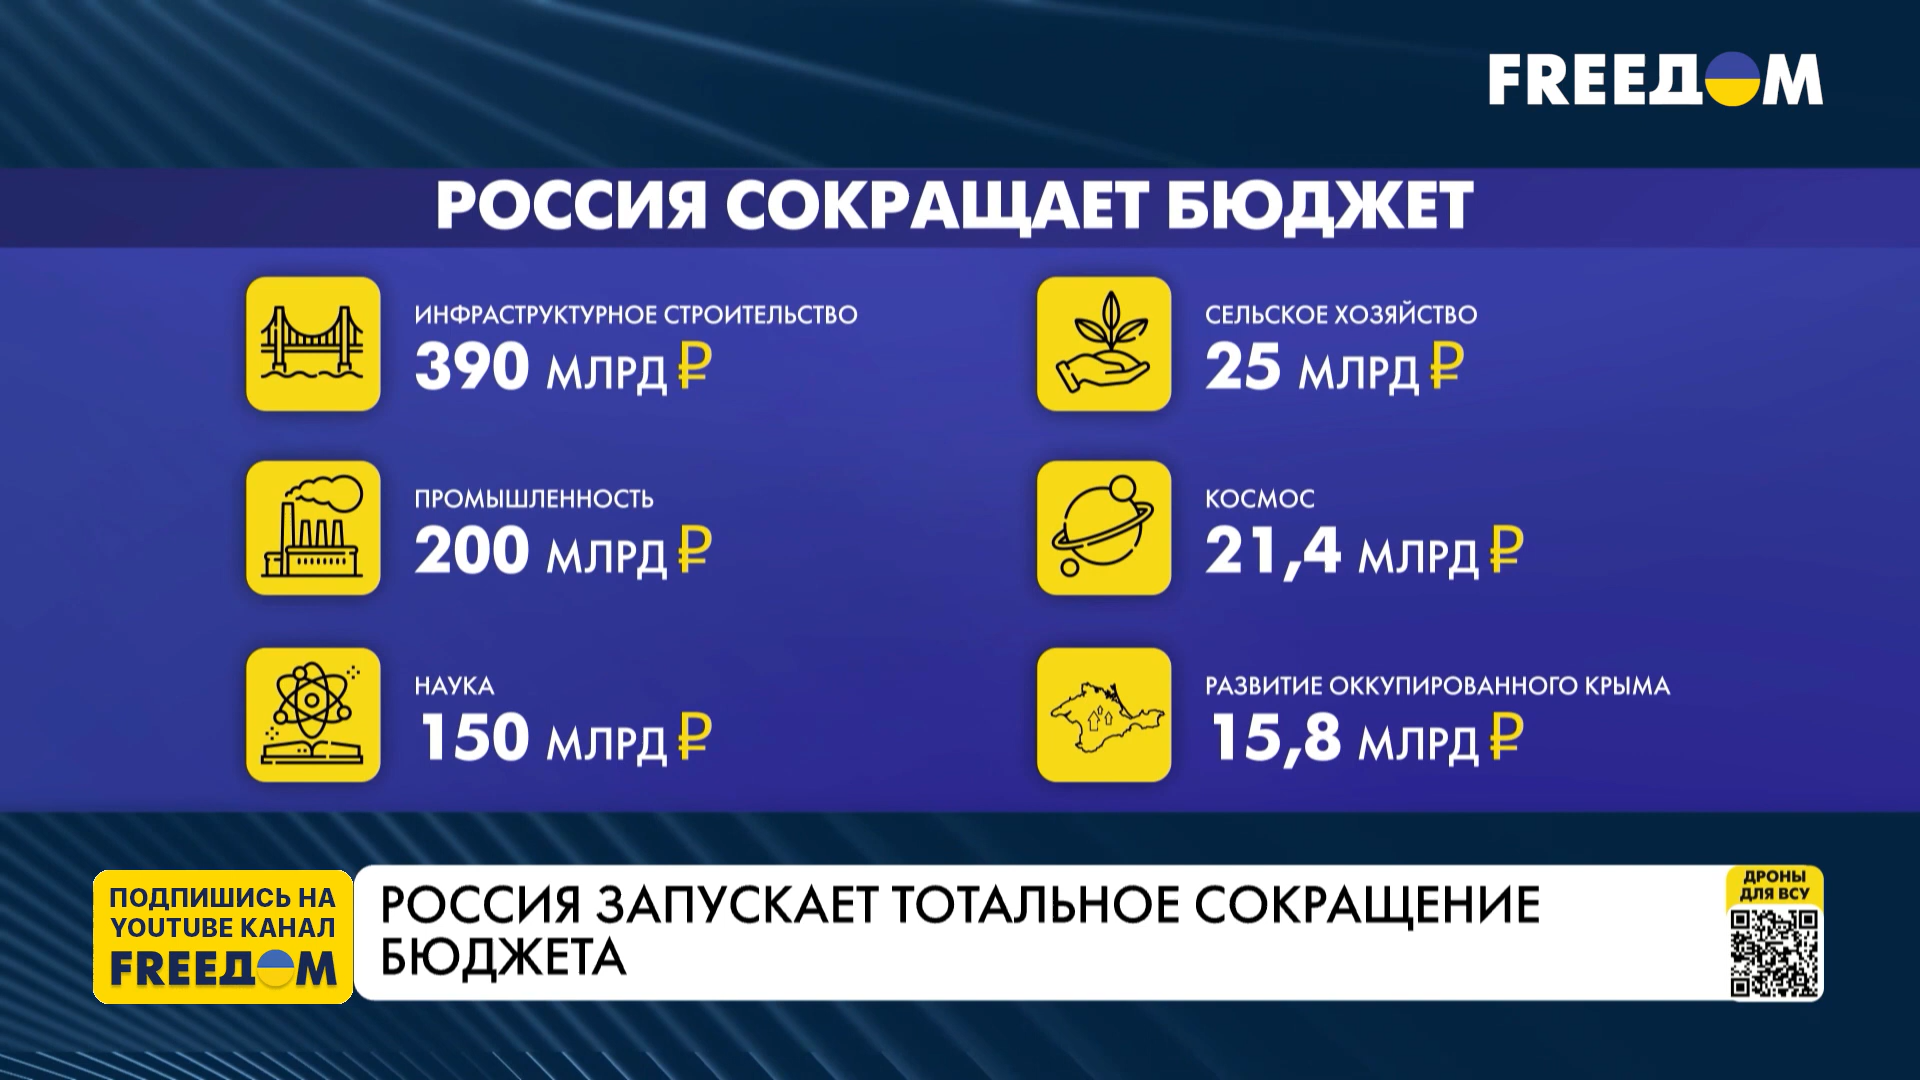 FREEДOM
РОССИЯ СОКРАЩАЕТ БЮДЖЕТ
ИНФРАСТРУКТУРНОЕ СТРОИТЕЛЬСТВО
390 МЛРД ₽
ПРОМЫШЛЕННОСТЬ
200 МЛРД ₽
НАУКА
150 МЛРД ₽
СЕЛЬСКОЕ ХОЗЯЙСТВО
25 МЛРД ₽
КОСМОС
21,4 МЛРД ₽
РАЗВИТИЕ ОККУПИРОВАННОГО КРЫМА
15,8 МЛРД ₽
ПОДПИШИСЬ НА
YOUTUBE КАНАЛ
FREEДOM
РОССИЯ ЗАПУСКАЕТ ТОТАЛЬНОЕ СОКРАЩЕНИЕ
БЮДЖЕТА
ДРОНЫ
ДЛЯ ВСУ